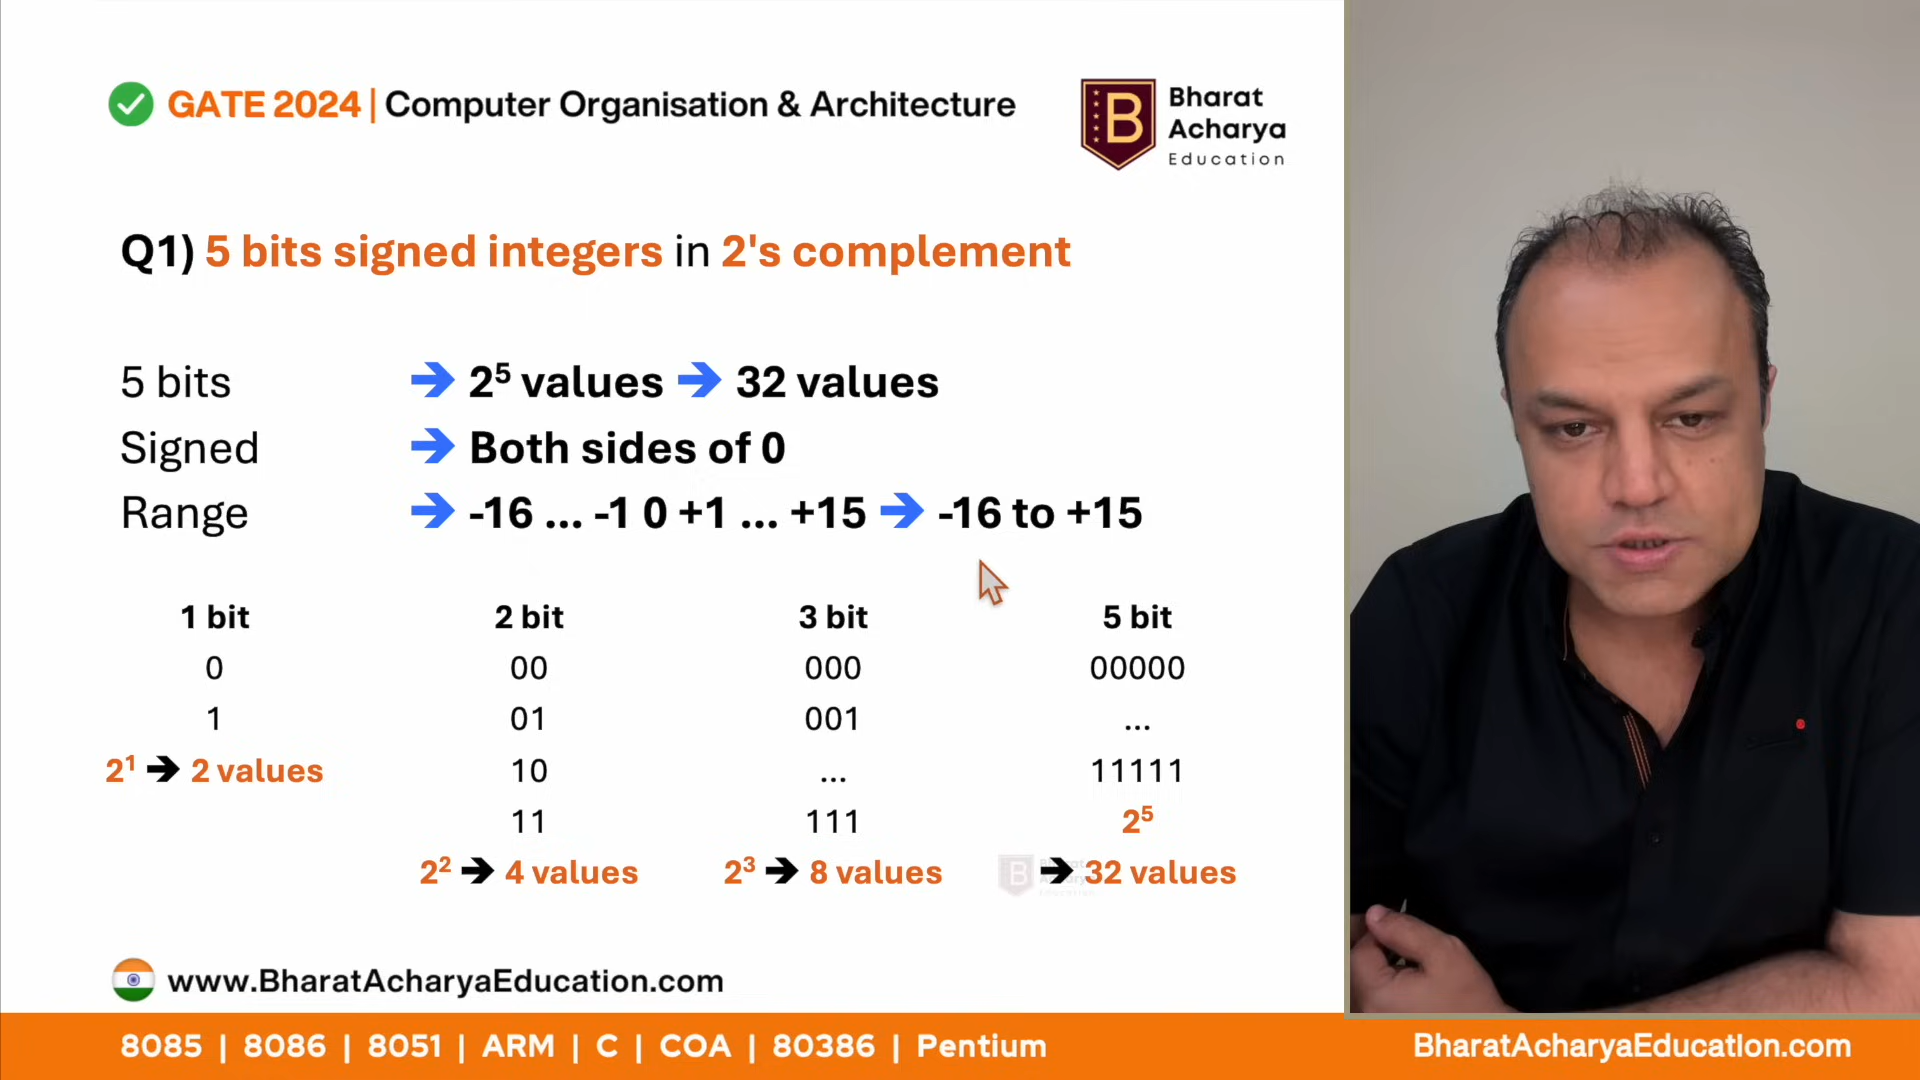 GATE 2024 | Computer Organisation & Architecture
B
Bharat
Acharya
Education
Q1) 5 bits signed integers in 2's complement
5 bits ➔ 2⁵ values ➔ 32 values
Signed ➔ Both sides of 0
Range ➔ -16 ... -1 0 +1 ... +15 ➔ -16 to +15
1 bit 2 bit 3 bit 5 bit
0 00 000 00000
1 01 001 ...
2¹ ➔ 2 values 10 ... 11111
11 111 2⁵
2² ➔ 4 values 2³ ➔ 8 values ➔ 32 values
www.BharatAcharyaEducation.com
8085 | 8086 | 8051 | ARM | C | COA | 80386 | Pentium
BharatAcharyaEducation.com